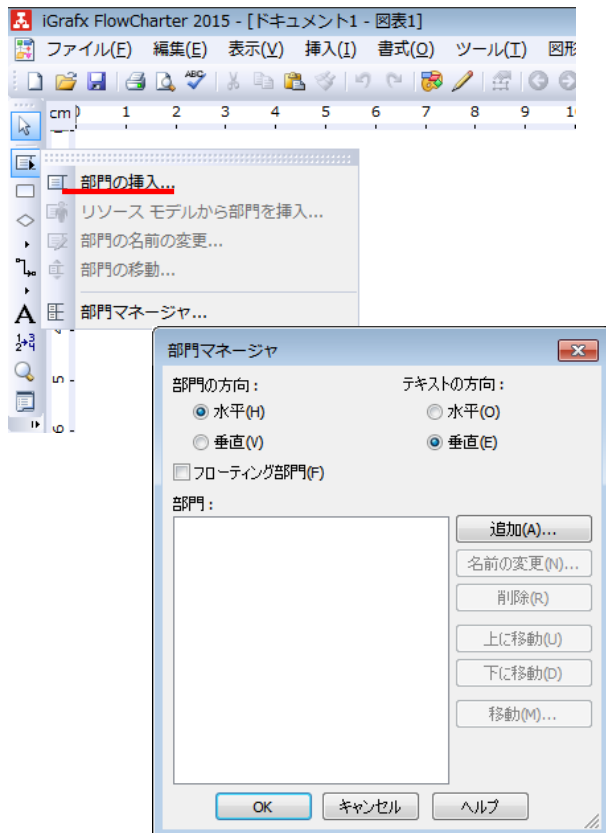 iGrafx FlowCharter 2015 - [ドキュメント1 - 図表1]
ファイル(F) 編集(E) 表示(V) 挿入(I) 書式(O) ツール(T) 図形
cm 1 2 3 4 5 6 7 8 9
部門の挿入...
リソース モデルから部門を挿入...
部門の名前の変更...
部門の移動...
部門マネージャ...
5
6
部門マネージャ
部門の方向: テキストの方向:
水平(H) 水平(O)
垂直(V) 垂直(E)
フローティング部門(F)
部門:
追加(A)...
名前の変更(N)...
削除(R)
上に移動(U)
下に移動(D)
移動(M)...
OK キャンセル ヘルプ